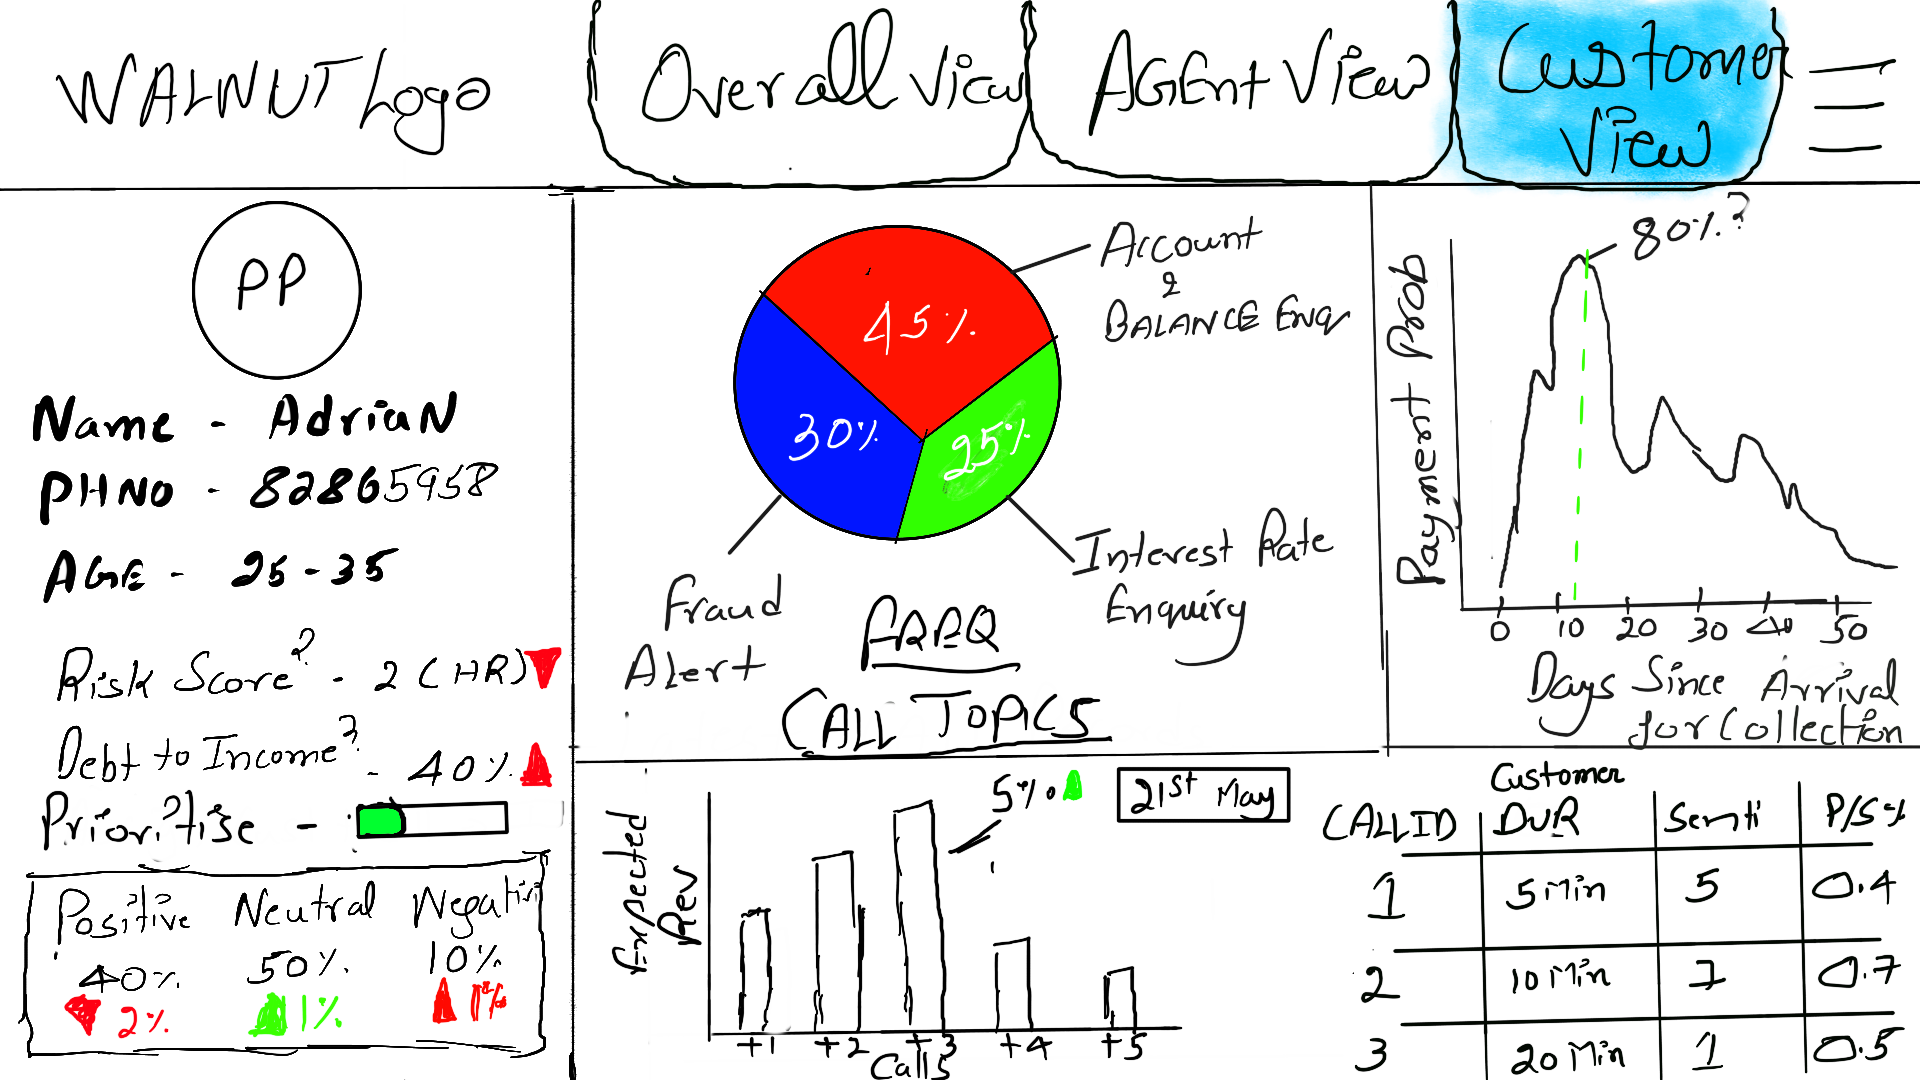 WALNUT Logo
Overall View
AGEnt View
Customer
View
PP
Name - AdriaN
PHNO - 82865958
AGE - 25-35
Risk Score? - 2 (HR)
Debt to Income? - 40%
Prioritise -
Positive Neutral Negative
40% 50% 10%
2% 1% 1%
45%
30%
25%
Account
&
BALANCE Enq
Interest Rate
Enquiry
Fraud
Alert
FREQ
CALL TOPICS
80%?
Payment Prob
0 10 20 30 40 50
Days Since Arrival
for Collection
Expected
Rev
5%
21st May
+1 +2 +3 +4 +5
Calls
Customer
CALLID DUR Senti P/S%
1 5 Min 5 0.4
2 10 Min 7 0.7
3 20 Min 1 0.5